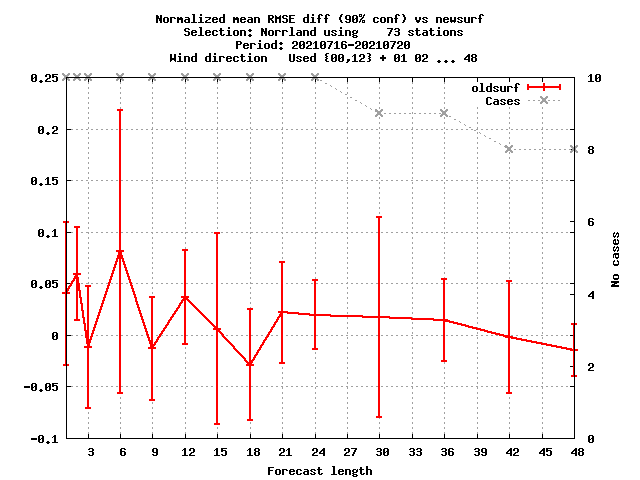 Normalized mean RMSE diff (90% conf) vs newsurf
Selection: Norrland using    73 stations
Period: 20210716-20210720
Wind direction   Used {00,12} + 01 02 ... 48
oldsurf
Cases
0.25
0.2
0.15
0.1
0.05
0
-0.05
-0.1
10
8
6
4
2
0
No cases
3 6 9 12 15 18 21 24 27 30 33 36 39 42 45 48
Forecast length